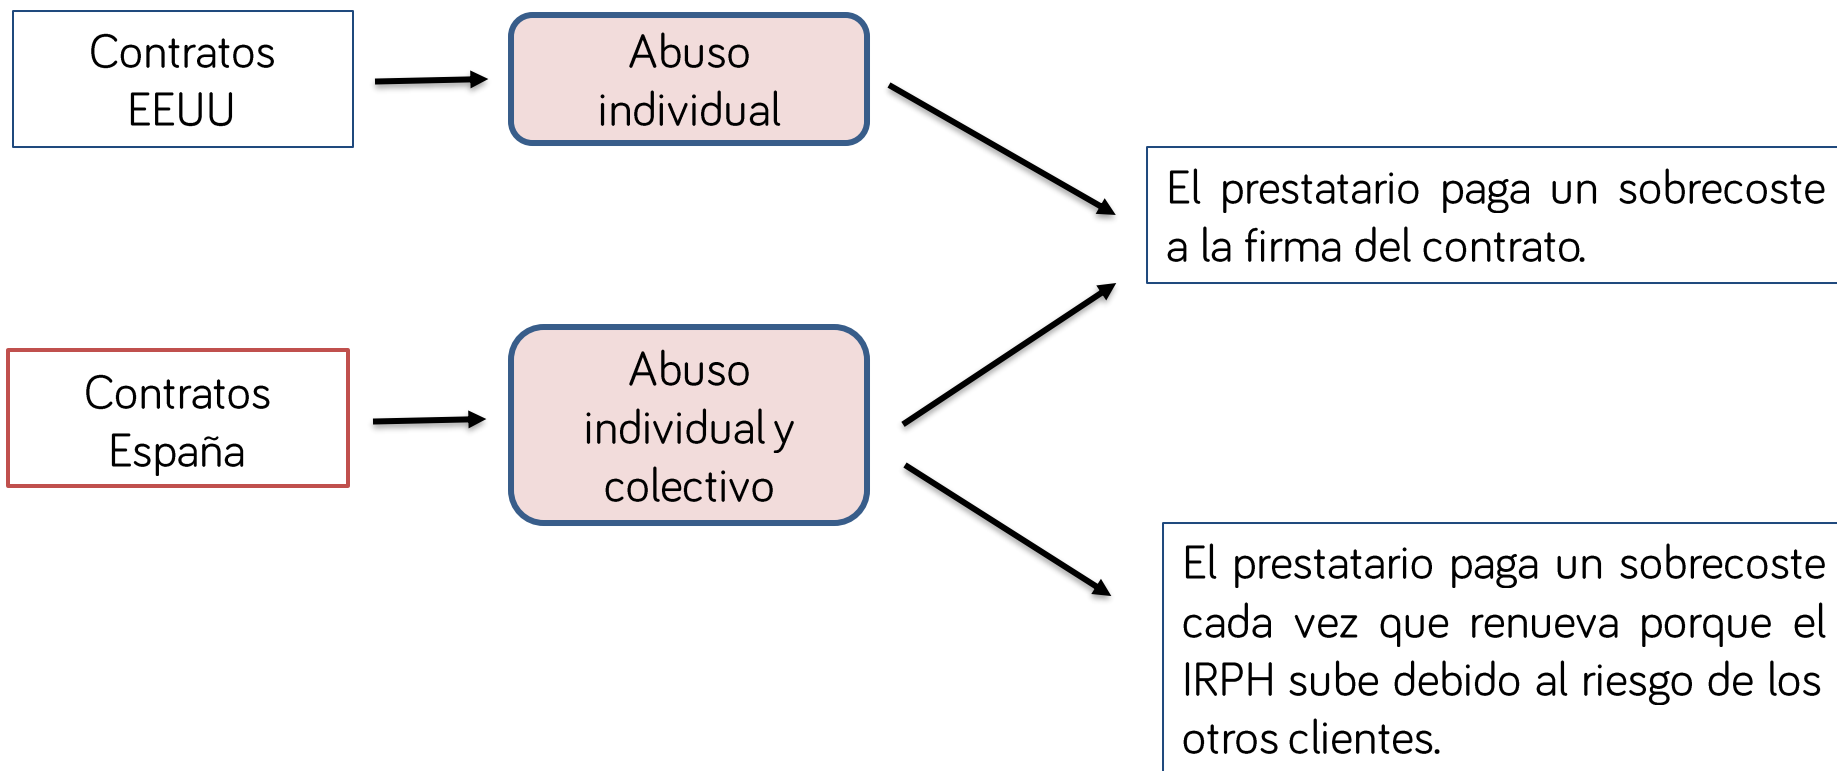 Contratos
EEUU
Abuso
individual
El prestatario paga un sobrecoste
a la firma del contrato.
Contratos
España
Abuso
individual y
colectivo
El prestatario paga un sobrecoste
cada vez que renueva porque el
IRPH sube debido al riesgo de los
otros clientes.